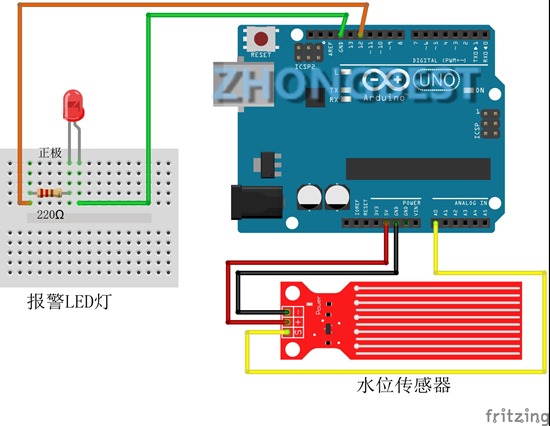 RESET
ICSP2
AREF
GND
13
12
~11
~10
~9
8
7
~6
~5
4
~3
2
TX▸1
RX◂0
DIGITAL (PWM=~)
ZHONGBEST
L
TX
RX
UNO
Arduino
ON
ICSP
1
正极
220Ω
报警LED灯
IOREF
RESET
3V3
5V
GND
GND
VIN
POWER
ANALOG IN
A0
A1
A2
A3
A4
A5
Power
-
+
S
水位传感器
fritzing